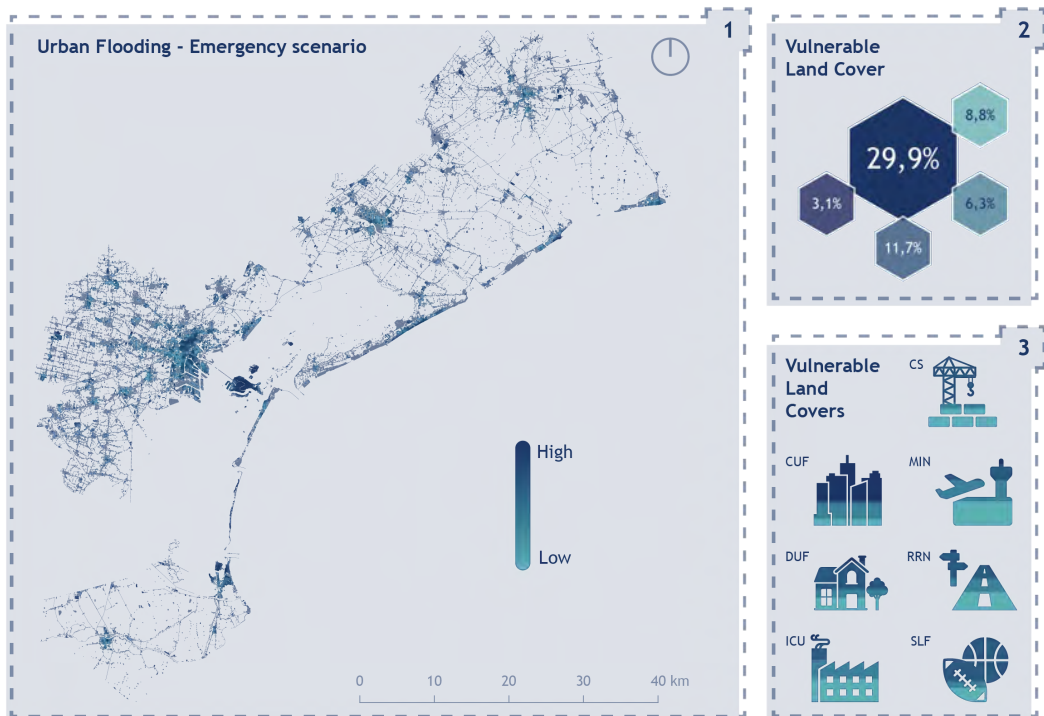 1
Urban Flooding - Emergency scenario
High
Low
0 10 20 30 40 km
2
Vulnerable
Land Cover
8,8%
29,9%
3,1%
6,3%
11,7%
3
Vulnerable
Land
Covers
CS
CUF
MIN
DUF
RRN
ICU
SLF